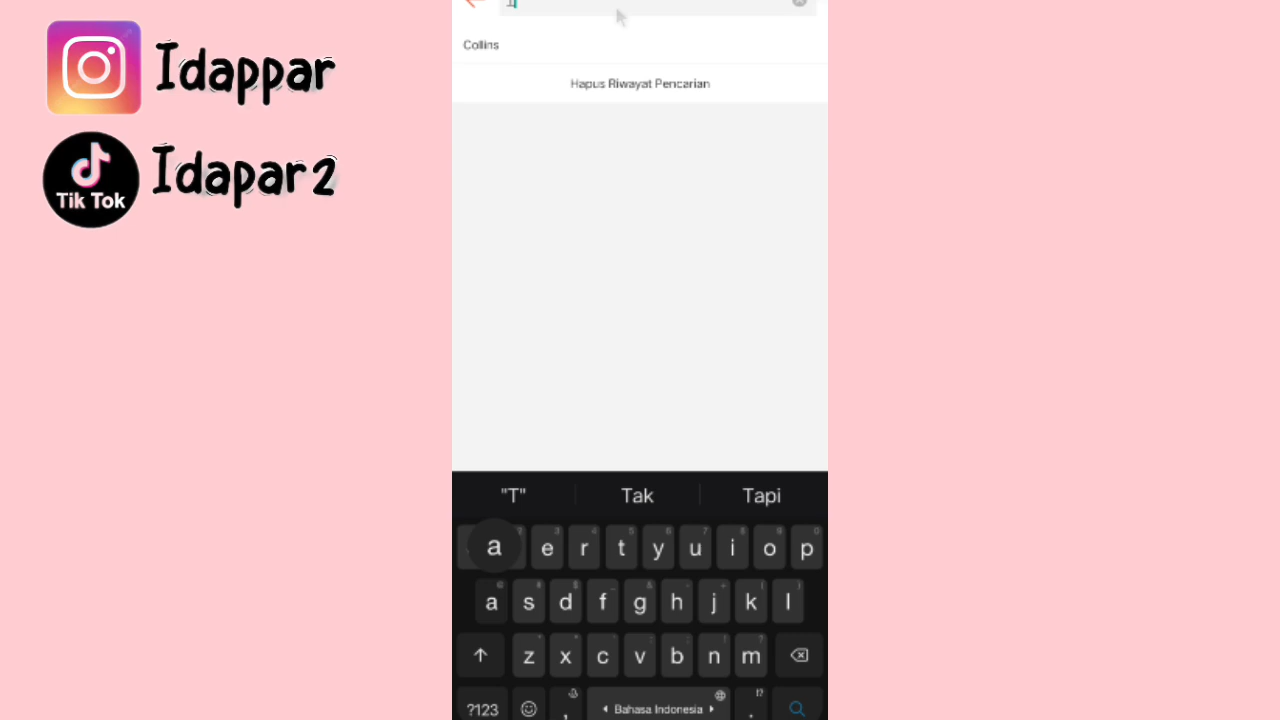 Idappar
Tik Tok
Idapar2
Collins
Hapus Riwayat Pencarian
"T" Tak Tapi
a e r t y u i o p
a s d f g h j k l
z x c v b n m
?123 , Bahasa Indonesia .